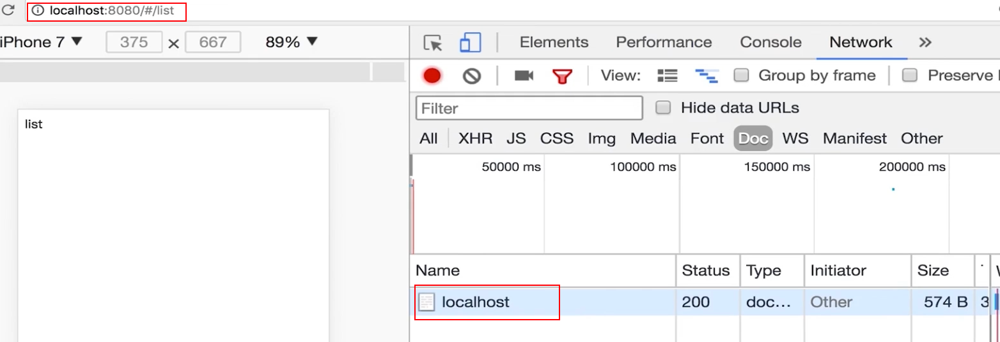 localhost:8080/#/list
iPhone 7 ▼ 375 × 667 89% ▼
Elements Performance Console Network »
View: Group by frame Preserve
Filter Hide data URLs
list
All XHR JS CSS Img Media Font Doc WS Manifest Other
50000 ms 100000 ms 150000 ms 200000 ms
Name Status Type Initiator Size
localhost 200 doc... Other 574 B 3